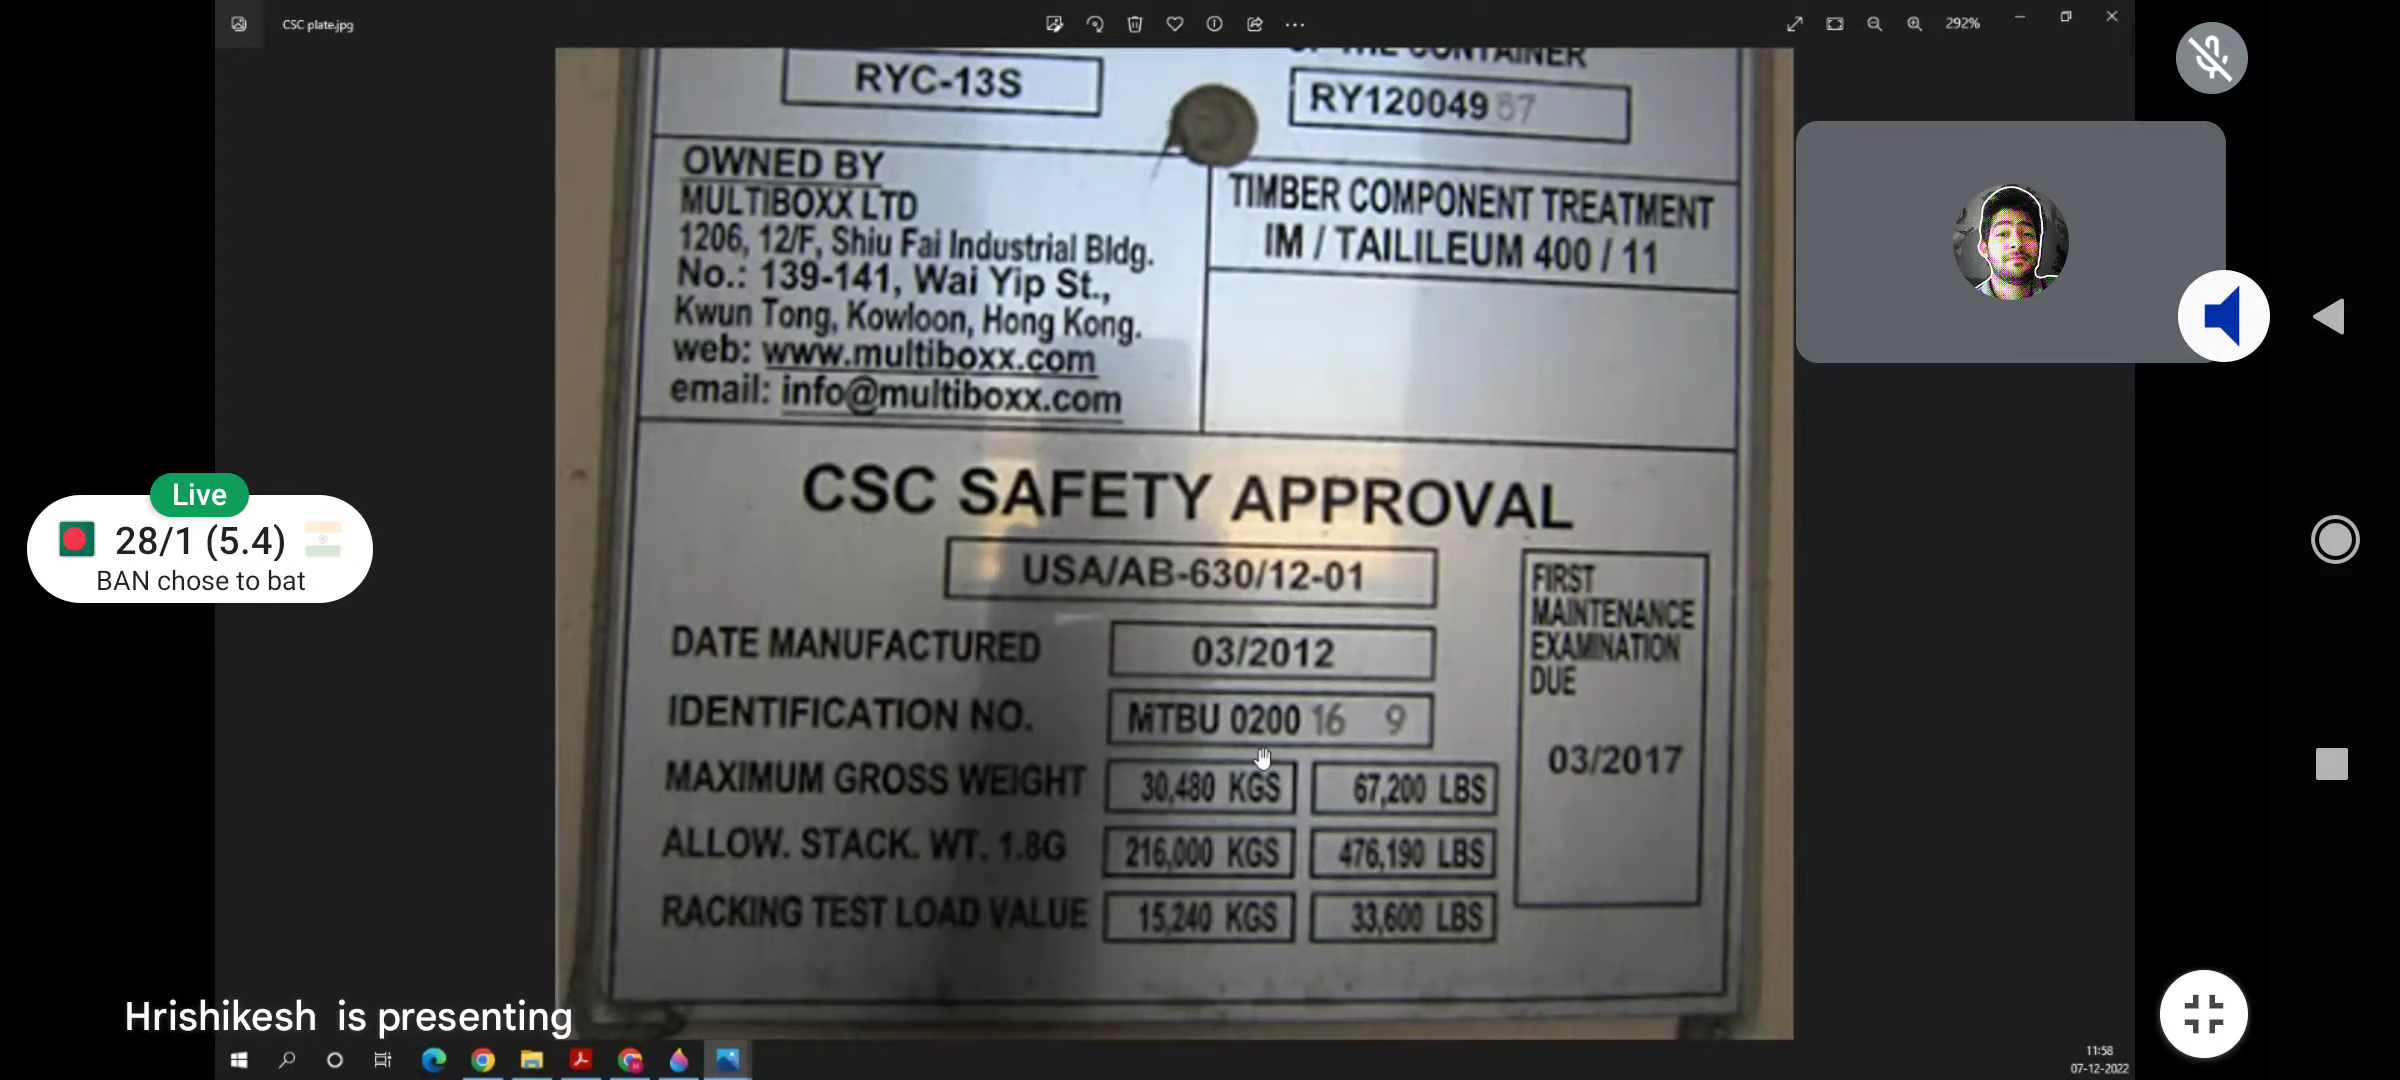 CSC plate.jpg
292%
OF THE CONTAINER
RYC-13S
RY12004967
OWNED BY
MULTIBOXX LTD
1206, 12/F, Shiu Fai Industrial Bldg.
No.: 139-141, Wai Yip St.,
Kwun Tong, Kowloon, Hong Kong.
web: www.multiboxx.com
email: info@multiboxx.com
TIMBER COMPONENT TREATMENT
IM / TAILILEUM 400 / 11
CSC SAFETY APPROVAL
USA/AB-630/12-01
DATE MANUFACTURED 03/2012
IDENTIFICATION NO. MTBU 0200 16 9
MAXIMUM GROSS WEIGHT 30,480 KGS 67,200 LBS
ALLOW. STACK. WT. 1.8G 216,000 KGS 476,190 LBS
RACKING TEST LOAD VALUE 15,240 KGS 33,600 LBS
FIRST
MAINTENANCE
EXAMINATION
DUE
03/2017
Live
28/1 (5.4)
BAN chose to bat
Hrishikesh is presenting
11:58
07-12-2022